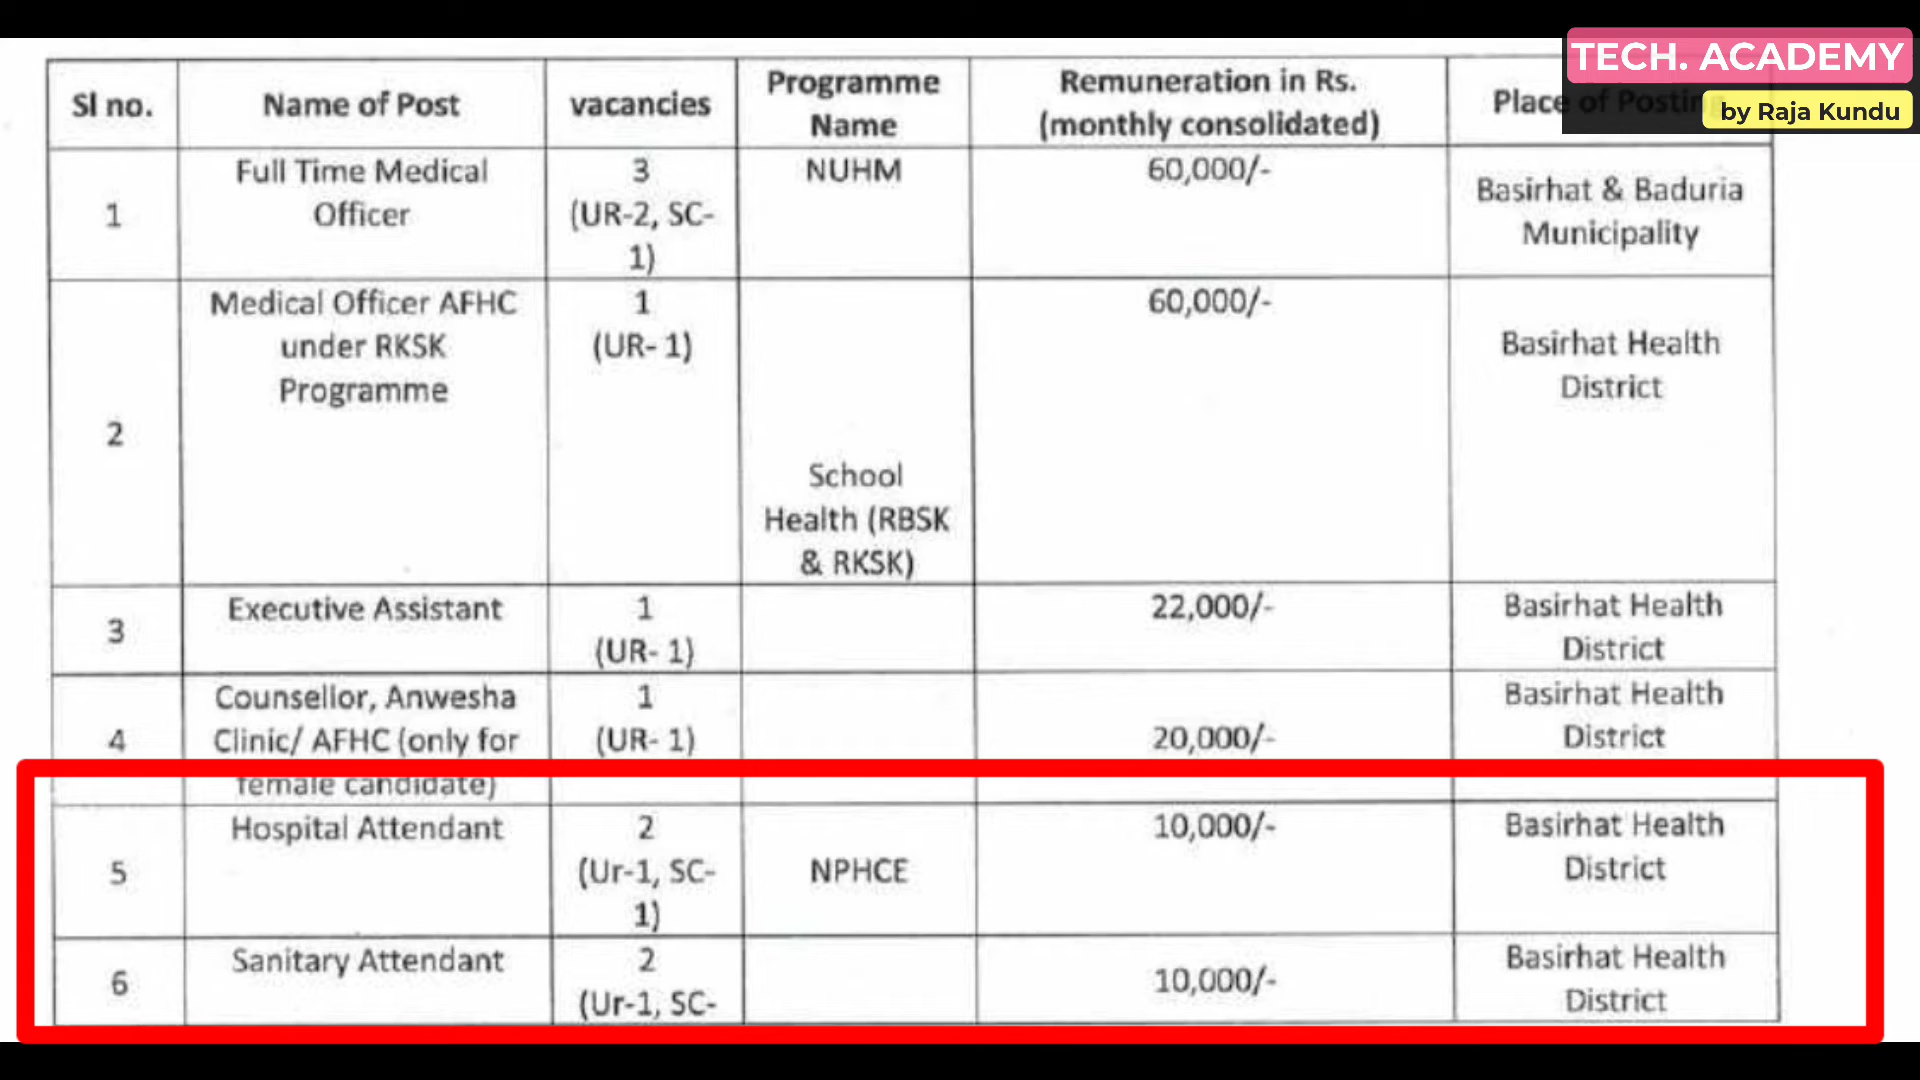 TECH. ACADEMY
by Raja Kundu
Sl no.
Name of Post
vacancies
Programme
Name
Remuneration in Rs.
(monthly consolidated)
Place of Posting
1
Full Time Medical
Officer
3
(UR-2, SC-
1)
NUHM
60,000/-
Basirhat & Baduria
Municipality
2
Medical Officer AFHC
under RKSK
Programme
1
(UR- 1)
School
Health (RBSK
& RKSK)
60,000/-
Basirhat Health
District
3
Executive Assistant
1
(UR- 1)
22,000/-
Basirhat Health
District
4
Counsellor, Anwesha
Clinic/ AFHC (only for
female candidate)
1
(UR- 1)
20,000/-
Basirhat Health
District
5
Hospital Attendant
2
(Ur-1, SC-
1)
NPHCE
10,000/-
Basirhat Health
District
6
Sanitary Attendant
2
(Ur-1, SC-
10,000/-
Basirhat Health
District